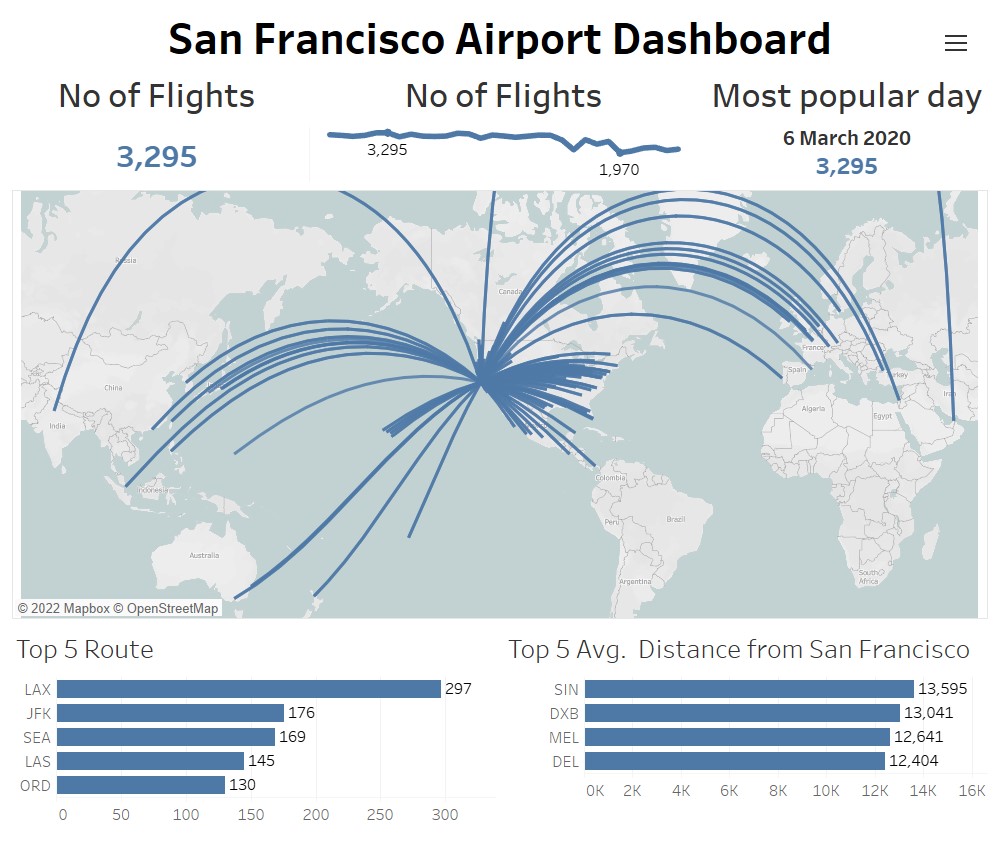 San Francisco Airport Dashboard
No of Flights
No of Flights
Most popular day
3,295
3,295
1,970
6 March 2020
3,295
Russia
Canada
France
Spain
Turkey
Iran
China
India
Algeria
Egypt
Indonesia
Colombia
Peru
Brazil
Australia
South
Africa
Argentina
© 2022 Mapbox © OpenStreetMap
Top 5 Route
LAX 297
JFK 176
SEA 169
LAS 145
ORD 130
0 50 100 150 200 250 300
Top 5 Avg. Distance from San Francisco
SIN 13,595
DXB 13,041
MEL 12,641
DEL 12,404
0K 2K 4K 6K 8K 10K 12K 14K 16K